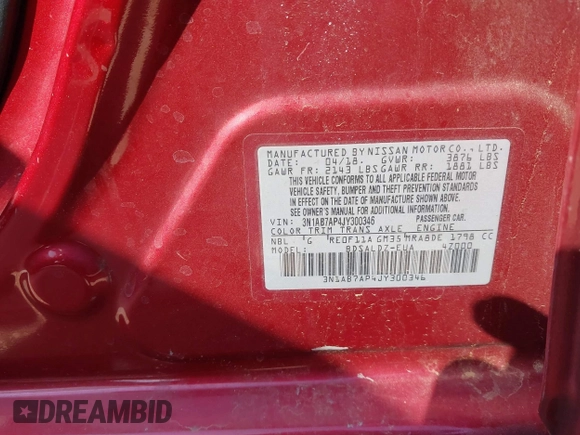 MANUFACTURED BY NISSAN MOTOR CO., LTD.
DATE: 04/18. GVWR: 3876 LBS
GAWR FR: 2143 LBS GAWR RR: 1881 LBS
THIS VEHICLE CONFORMS TO ALL APPLICABLE FEDERAL MOTOR
VEHICLE SAFETY, BUMPER AND THEFT PREVENTION STANDARDS
IN EFFECT ON THE DATE OF MANUFACTURE SHOWN ABOVE.
SEE OWNER'S MANUAL FOR ADDITIONAL INFORMATION.
VIN: 3N1AB7AP4JY300346 PASSENGER CAR.
COLOR TRIM TRANS AXLE ENGINE
NBL G RE0F11A GM35 MRA8DE 1798 CC
MODEL: BDSALDZ-EUA 47000
3N1AB7AP4JY300346
DREAMBID